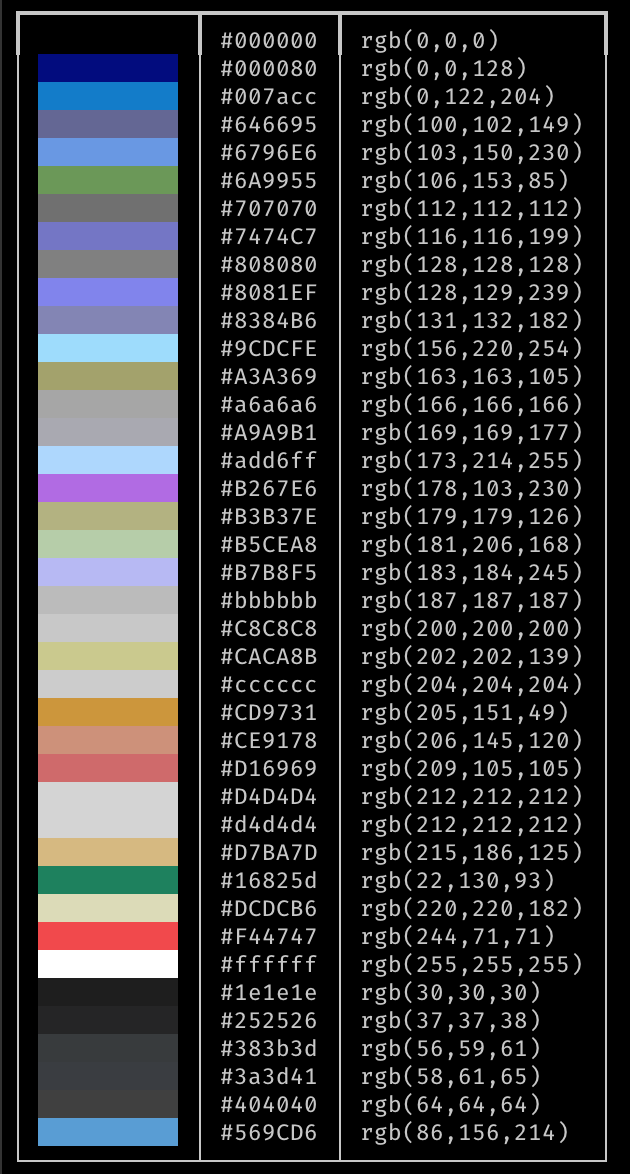 #000000 rgb(0,0,0)
#000080 rgb(0,0,128)
#007acc rgb(0,122,204)
#646695 rgb(100,102,149)
#6796E6 rgb(103,150,230)
#6A9955 rgb(106,153,85)
#707070 rgb(112,112,112)
#7474C7 rgb(116,116,199)
#808080 rgb(128,128,128)
#8081EF rgb(128,129,239)
#8384B6 rgb(131,132,182)
#9CDCFE rgb(156,220,254)
#A3A369 rgb(163,163,105)
#a6a6a6 rgb(166,166,166)
#A9A9B1 rgb(169,169,177)
#add6ff rgb(173,214,255)
#B267E6 rgb(178,103,230)
#B3B37E rgb(179,179,126)
#B5CEA8 rgb(181,206,168)
#B7B8F5 rgb(183,184,245)
#bbbbbb rgb(187,187,187)
#C8C8C8 rgb(200,200,200)
#CACA8B rgb(202,202,139)
#cccccc rgb(204,204,204)
#CD9731 rgb(205,151,49)
#CE9178 rgb(206,145,120)
#D16969 rgb(209,105,105)
#D4D4D4 rgb(212,212,212)
#d4d4d4 rgb(212,212,212)
#D7BA7D rgb(215,186,125)
#16825d rgb(22,130,93)
#DCDCB6 rgb(220,220,182)
#F44747 rgb(244,71,71)
#ffffff rgb(255,255,255)
#1e1e1e rgb(30,30,30)
#252526 rgb(37,37,38)
#383b3d rgb(56,59,61)
#3a3d41 rgb(58,61,65)
#404040 rgb(64,64,64)
#569CD6 rgb(86,156,214)